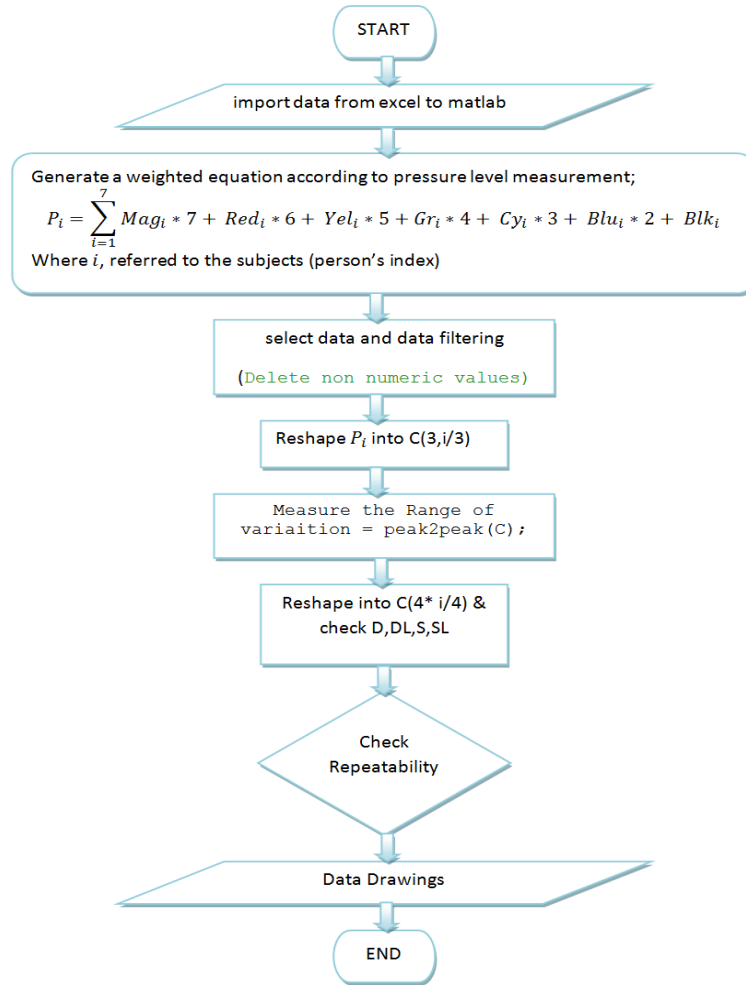 START
import data from excel to matlab
Generate a weighted equation according to pressure level measurement;
7
P_i = ∑ Mag_i * 7 + Red_i * 6 + Yel_i * 5 + Gr_i * 4 + Cy_i * 3 + Blu_i * 2 + Blk_i
i=1
Where i, referred to the subjects (person's index)
select data and data filtering
(Delete non numeric values)
Reshape P_i into C(3,i/3)
Measure the Range of
variaition = peak2peak(C);
Reshape into C(4* i/4) &
check D,DL,S,SL
Check
Repeatability
Data Drawings
END